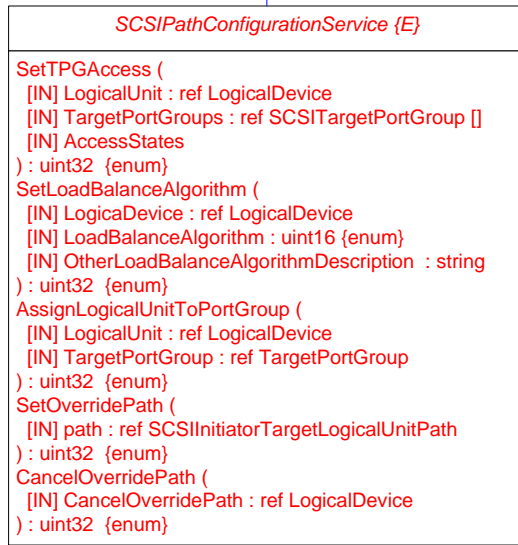 SCSIPathConfigurationService {E}
SetTPGAccess (
[IN] LogicalUnit : ref LogicalDevice
[IN] TargetPortGroups : ref SCSITargetPortGroup []
[IN] AccessStates
) : uint32 {enum}
SetLoadBalanceAlgorithm (
[IN] LogicaDevice : ref LogicalDevice
[IN] LoadBalanceAlgorithm : uint16 {enum}
[IN] OtherLoadBalanceAlgorithmDescription : string
) : uint32 {enum}
AssignLogicalUnitToPortGroup (
[IN] LogicalUnit : ref LogicalDevice
[IN] TargetPortGroup : ref TargetPortGroup
) : uint32 {enum}
SetOverridePath (
[IN] path : ref SCSIInitiatorTargetLogicalUnitPath
) : uint32 {enum}
CancelOverridePath (
[IN] CancelOverridePath : ref LogicalDevice
) : uint32 {enum}